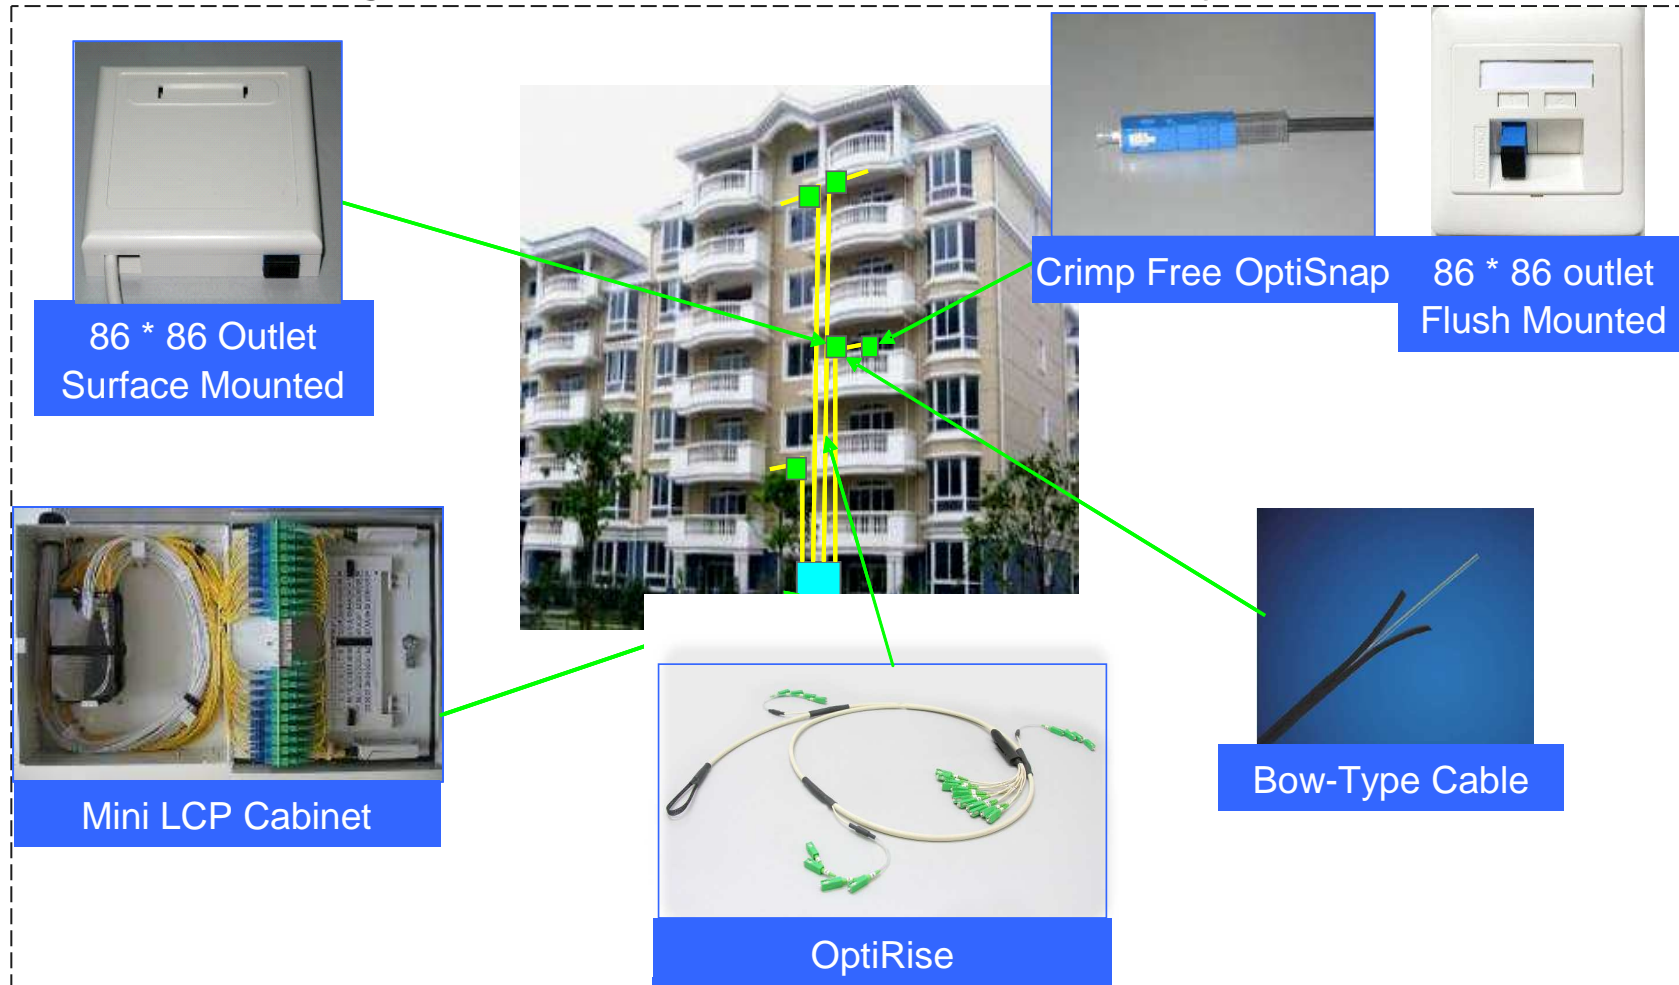 Crimp Free OptiSnap
86 * 86 outlet
Flush Mounted
86 * 86 Outlet
Surface Mounted
Mini LCP Cabinet
Bow-Type Cable
OptiRise